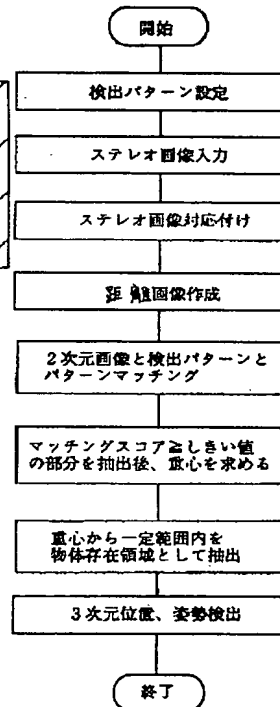 開始
検出パターン設定
ステレオ画像入力
ステレオ画像対応付け
距離画像作成
2次元画像と検出パターンと
パターンマッチング
マッチングスコア≧しきい値
の部分を抽出後、重心を求める
重心から一定範囲内を
物体存在領域として抽出
3次元位置、姿勢検出
終了